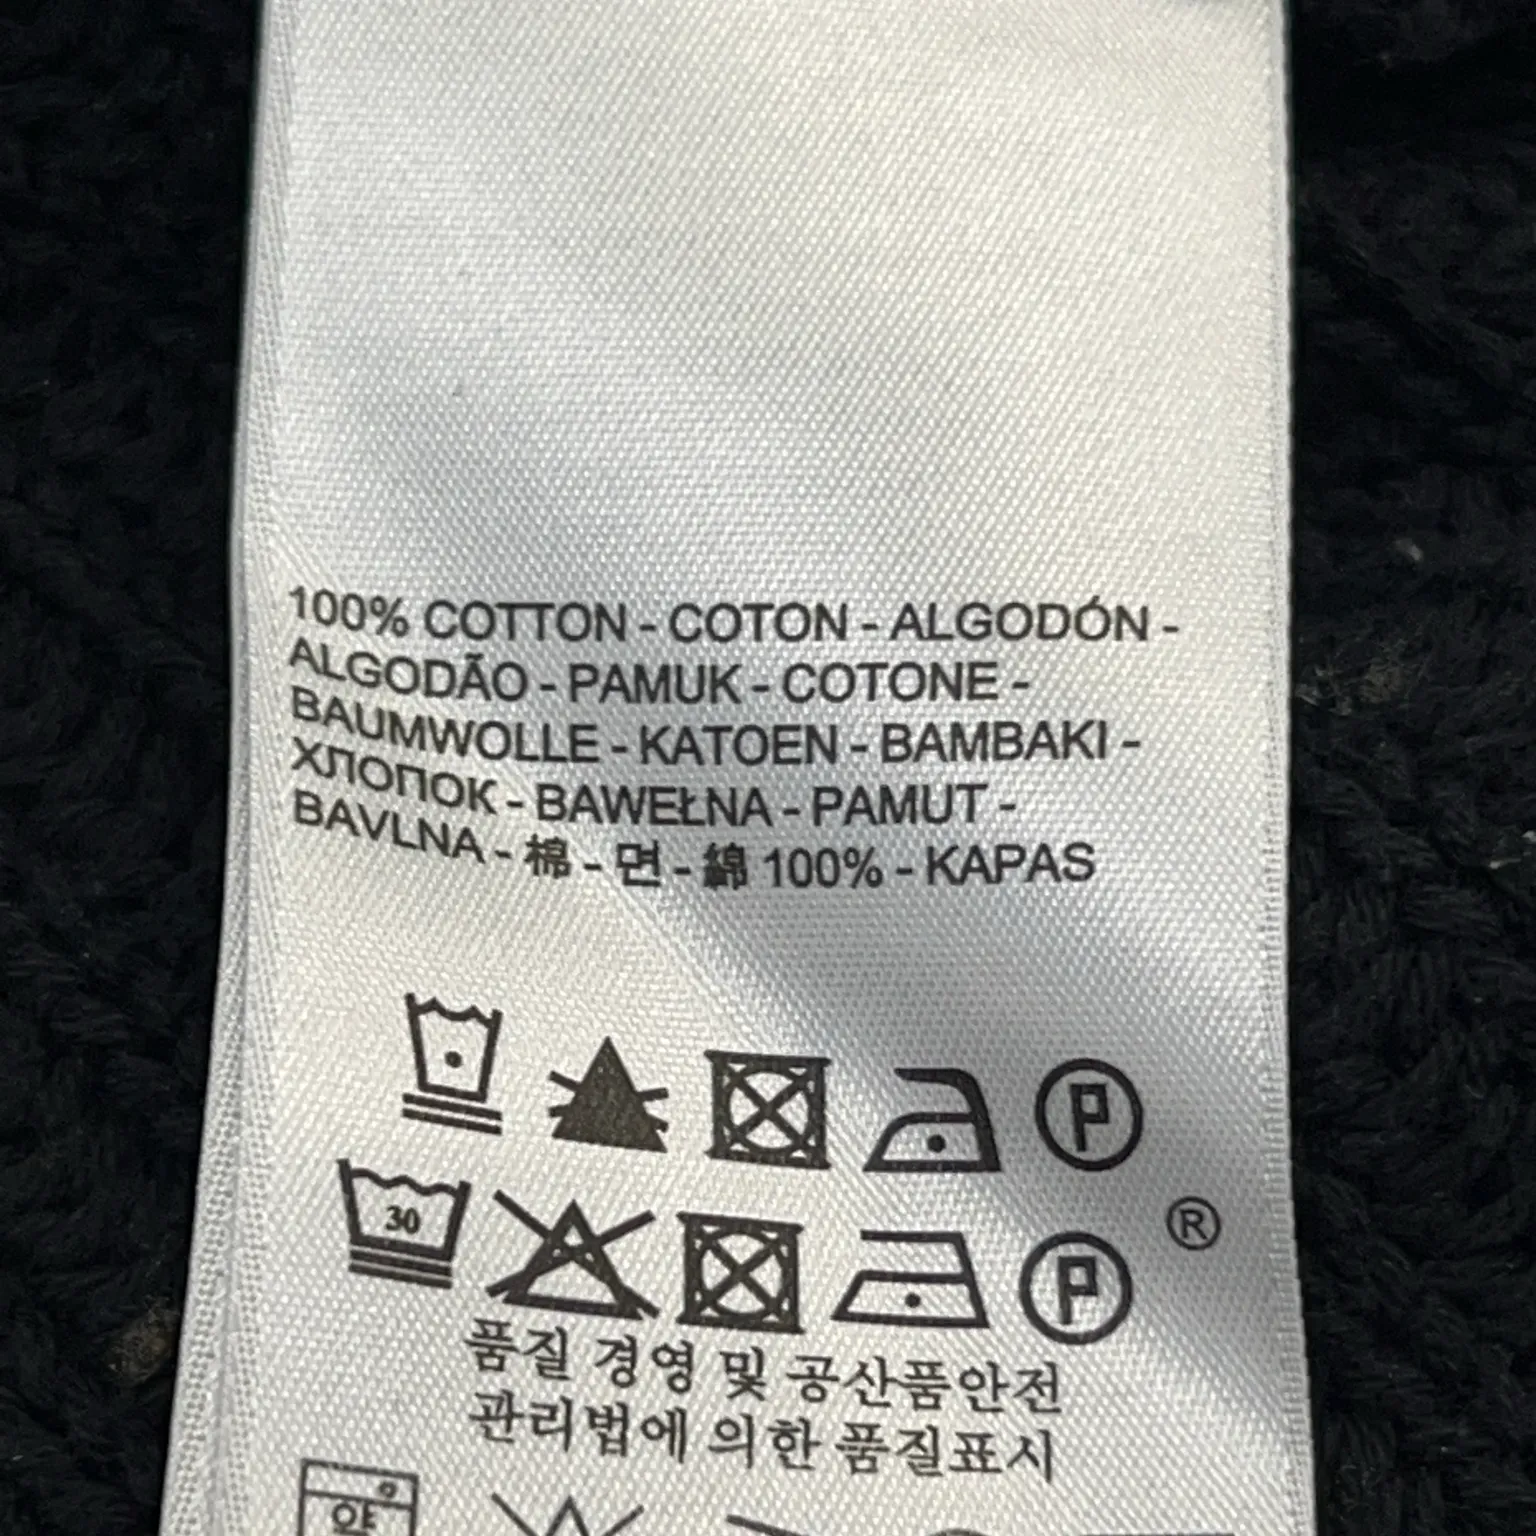 100% COTTON - COTON - ALGODÓN -
ALGODÃO - PAMUK - COTONE -
BAUMWOLLE - KATOEN - BAMBAKI -
ХЛОПОК - BAWEŁNA - PAMUT -
BAVLNA - 棉 - 면 - 綿 100% - KAPAS
P
30
P
®
품질 경영 및 공산품안전
관리법에 의한 품질표시
약